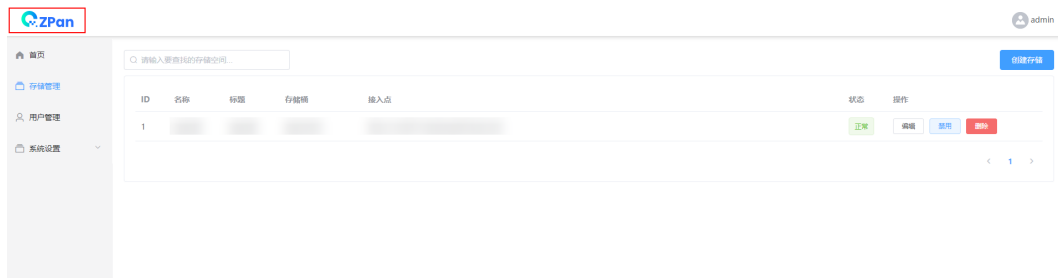 ZPan
admin
首页
存储管理
用户管理
系统设置
请输入要查找的存储空间...
创建存储
ID 名称 标题 存储桶 接入点 状态 操作
1 正常 编辑 禁用 删除
< 1 >